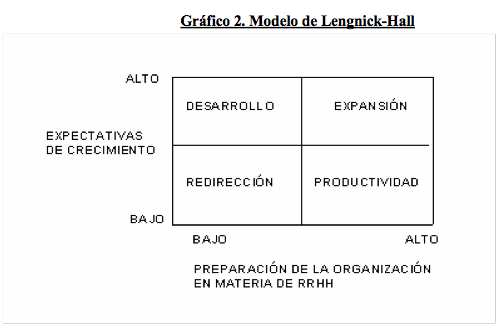 Gráfico 2. Modelo de Lengnick-Hall
ALTO
DESARROLLO
EXPANSIÓN
EXPECTATIVAS
DE CRECIMIENTO
REDIRECCIÓN
PRODUCTIVIDAD
BAJO
BAJO
ALTO
PREPARACIÓN DE LA ORGANIZACIÓN
EN MATERIA DE RRHH